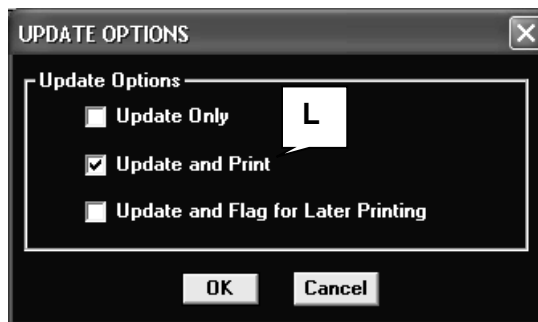 UPDATE OPTIONS
Update Options
Update Only
L
Update and Print
Update and Flag for Later Printing
OK
Cancel